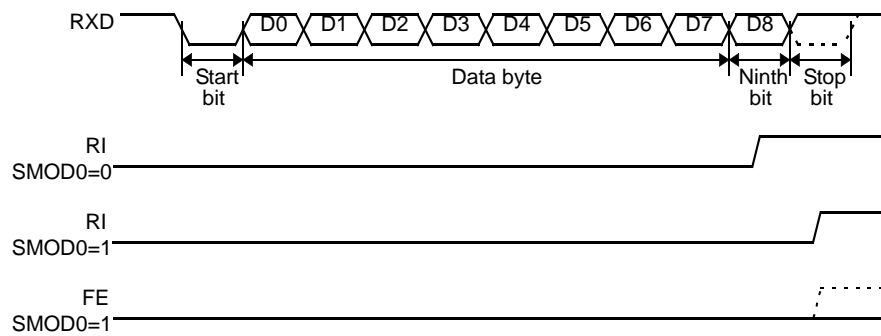 RXD D0 D1 D2 D3 D4 D5 D6 D7 D8
Start bit Data byte Ninth bit Stop bit
RI
SMOD0=0
RI
SMOD0=1
FE
SMOD0=1